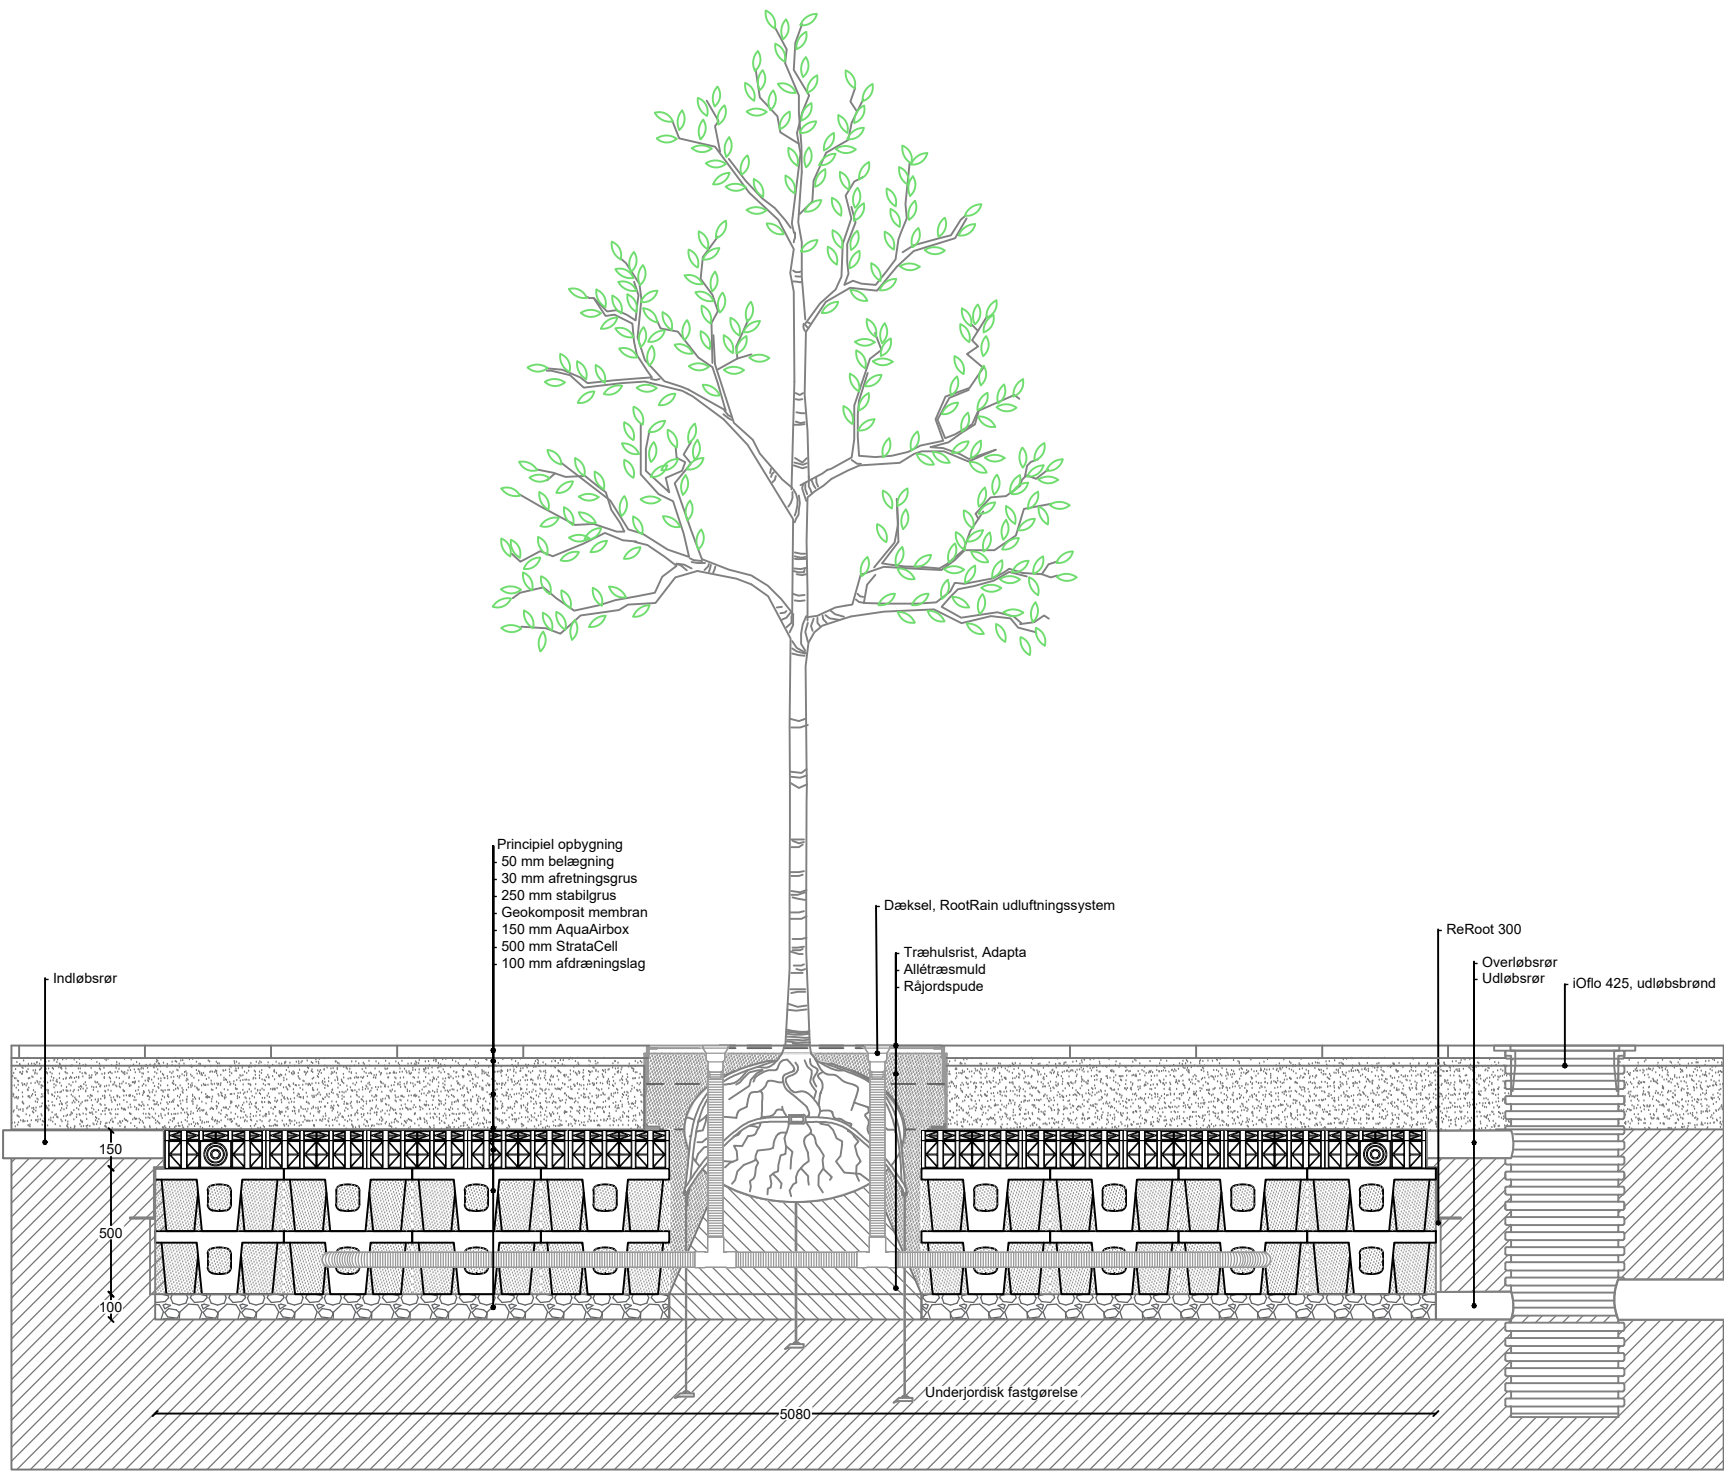 Principiel opbygning
50 mm belægning
30 mm afretningsgrus
250 mm stabilgrus
Geokomposit membran
150 mm AquaAirbox
500 mm StrataCell
100 mm afdræningslag
Dæksel, RootRain udluftningssystem
Træhulsrist, Adapta
Allétræsmuld
Råjordspude
ReRoot 300
Overløbsrør
Udløbsrør
iOflo 425, udløbsbrønd
Indløbsrør
150
500
100
Underjordisk fastgørelse
5080